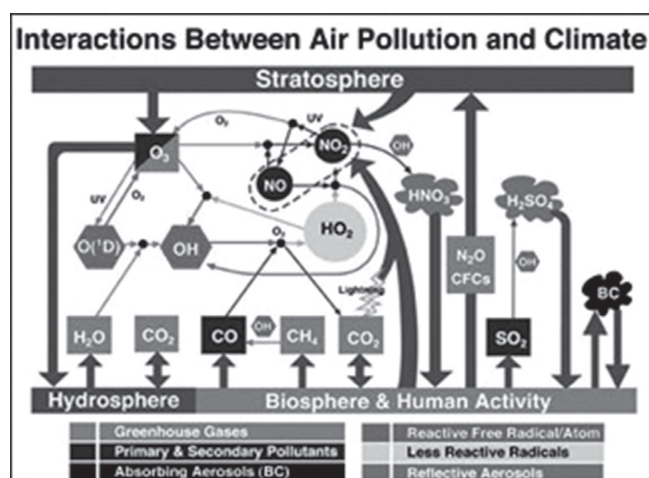 Interactions Between Air Pollution and Climate
Stratosphere
O₂
UV
OH
O₃
NO₂
NO
HNO₃
H₂SO₄
UV
O₂
HO₂
O₂
O(¹D)
OH
N₂O
CFCs
OH
BC
Lightning
H₂O
CO₂
CO
OH
CH₄
CO₂
SO₂
Hydrosphere
Biosphere & Human Activity
Greenhouse Gases
Reactive Free Radical/Atom
Primary & Secondary Pollutants
Less Reactive Radicals
Absorbing Aerosols (BC)
Reflective Aerosols